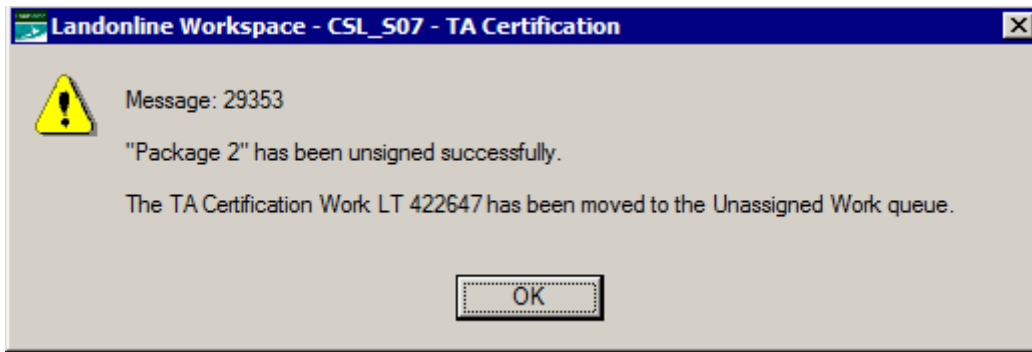 Landonline Workspace - CSL_S07 - TA Certification
Message: 29353
"Package 2" has been unsigned successfully.
The TA Certification Work LT 422647 has been moved to the Unassigned Work queue.
OK